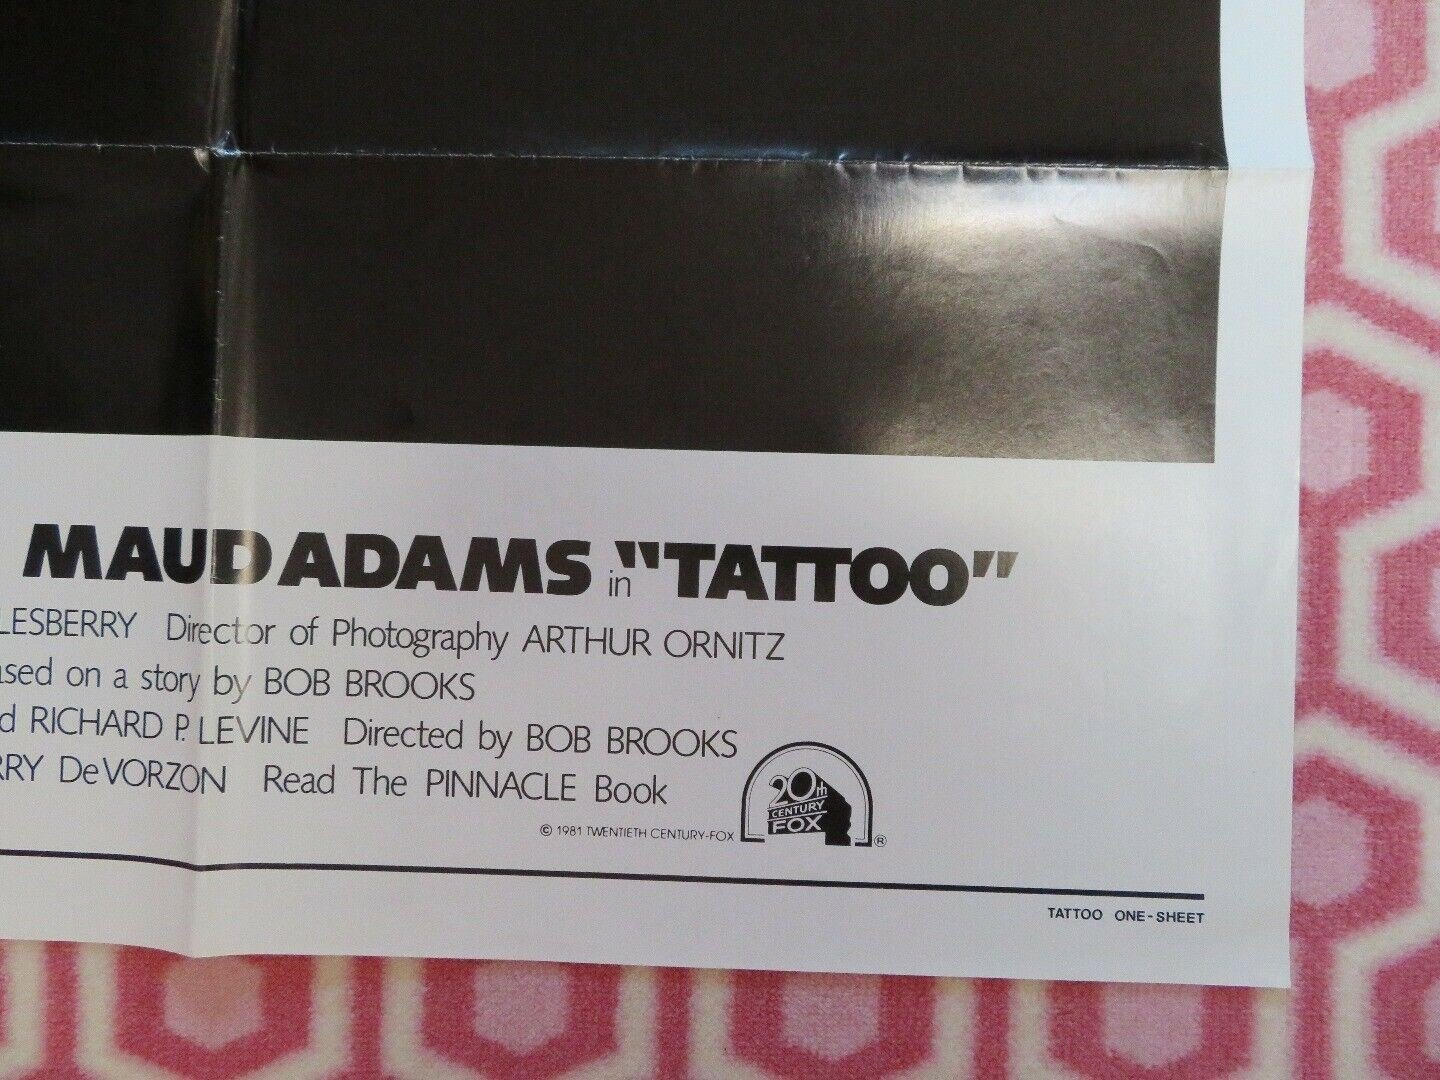 MAUD ADAMS in "TATTOO"
LESBERRY Director of Photography ARTHUR ORNITZ
ased on a story by BOB BROOKS
d RICHARD P. LEVINE Directed by BOB BROOKS
RRY DeVORZON Read The PINNACLE Book
© 1981 TWENTIETH CENTURY-FOX
20th
CENTURY
FOX
®
TATTOO ONE-SHEET